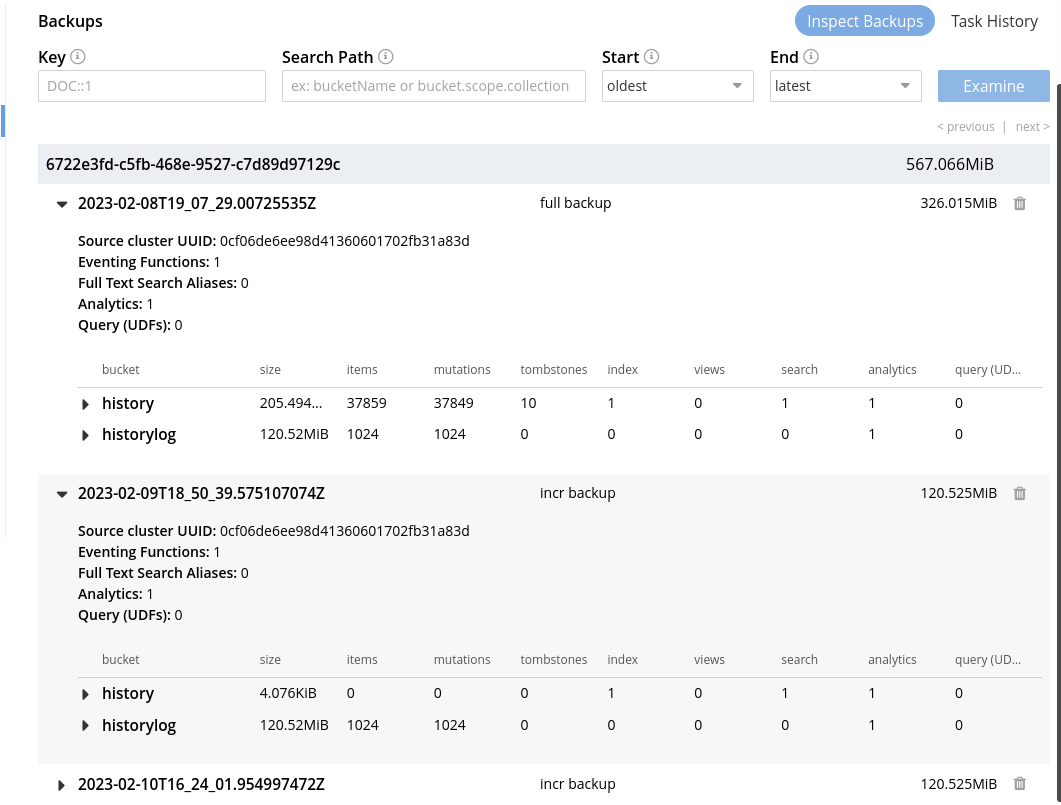 Backups Inspect Backups Task History
Key Search Path Start End
DOC::1 ex: bucketName or bucket.scope.collection oldest latest Examine
< previous | next >
6722e3fd-c5fb-468e-9527-c7d89d97129c 567.066MiB
2023-02-08T19_07_29.00725535Z full backup 326.015MiB
Source cluster UUID: 0cf06de6ee98d41360601702fb31a83d
Eventing Functions: 1
Full Text Search Aliases: 0
Analytics: 1
Query (UDFs): 0
bucket size items mutations tombstones index views search analytics query (UD...
history 205.494... 37859 37849 10 1 0 1 1 0
historylog 120.52MiB 1024 1024 0 0 0 0 1 0
2023-02-09T18_50_39.575107074Z incr backup 120.525MiB
Source cluster UUID: 0cf06de6ee98d41360601702fb31a83d
Eventing Functions: 1
Full Text Search Aliases: 0
Analytics: 1
Query (UDFs): 0
bucket size items mutations tombstones index views search analytics query (UD...
history 4.076KiB 0 0 0 1 0 1 1 0
historylog 120.52MiB 1024 1024 0 0 0 0 1 0
2023-02-10T16_24_01.954997472Z incr backup 120.525MiB